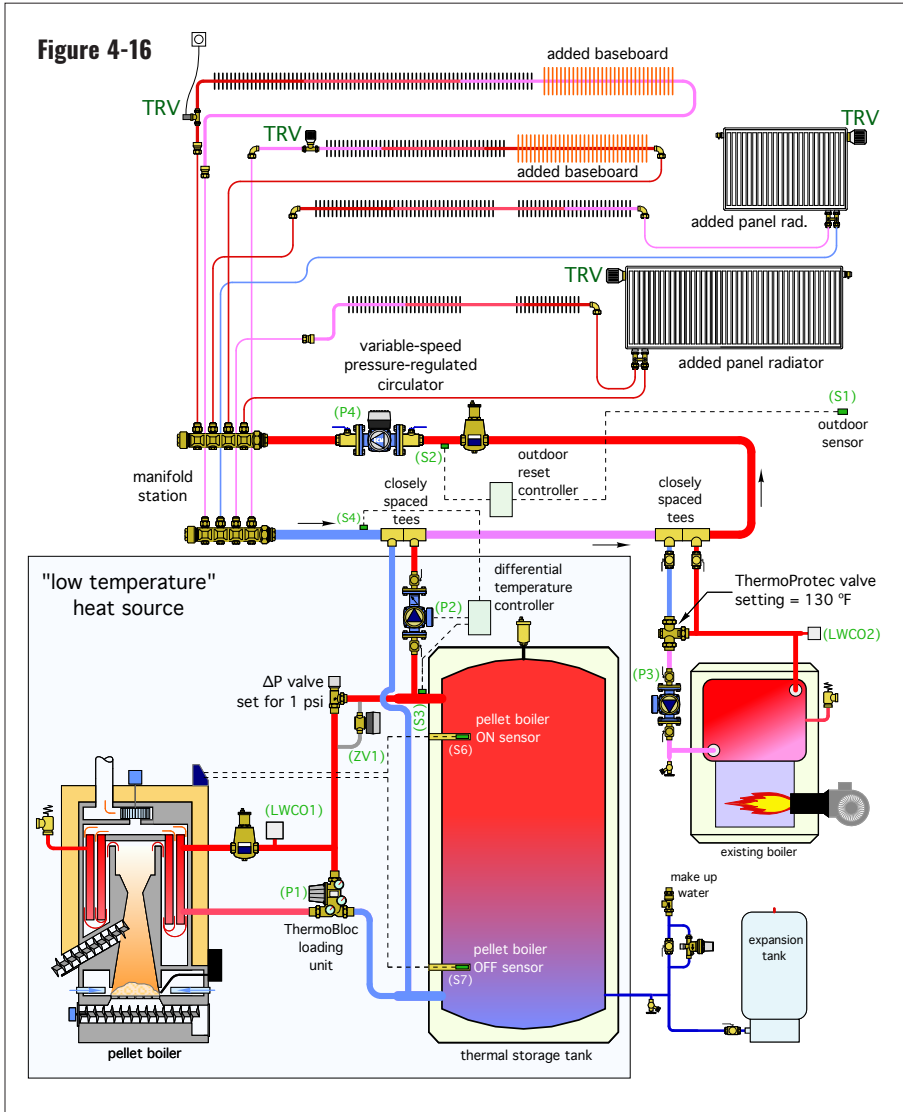 Figure 4-16
added baseboard
TRV
TRV
TRV
added baseboard
added panel rad.
TRV
variable-speed
pressure-regulated
circulator
added panel radiator
(P4)
(S1)
outdoor
sensor
(S2)
outdoor
reset
controller
manifold
station
closely
spaced
tees
closely
spaced
tees
(S4)
"low temperature"
heat source
differential
temperature
controller
ThermoProtec valve
setting = 130 ºF
(P2)
(LWCO2)
(P3)
ΔP valve
set for 1 psi
(S3)
pellet boiler
ON sensor
(S6)
(ZV1)
(LWCO1)
existing boiler
make up
water
(P1)
ThermoBloc
loading
unit
pellet boiler
OFF sensor
(S7)
expansion
tank
pellet boiler
thermal storage tank